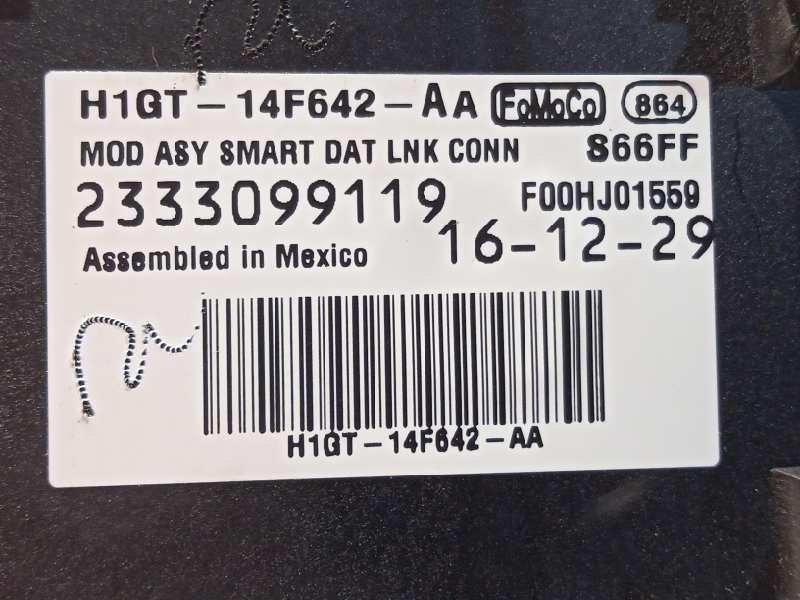 H1GT-14F642-AA FoMoCo 864
MOD ASY SMART DAT LNK CONN S66FF
2333099119 F00HJ01559
Assembled in Mexico 16-12-29
H1GT-14F642-AA